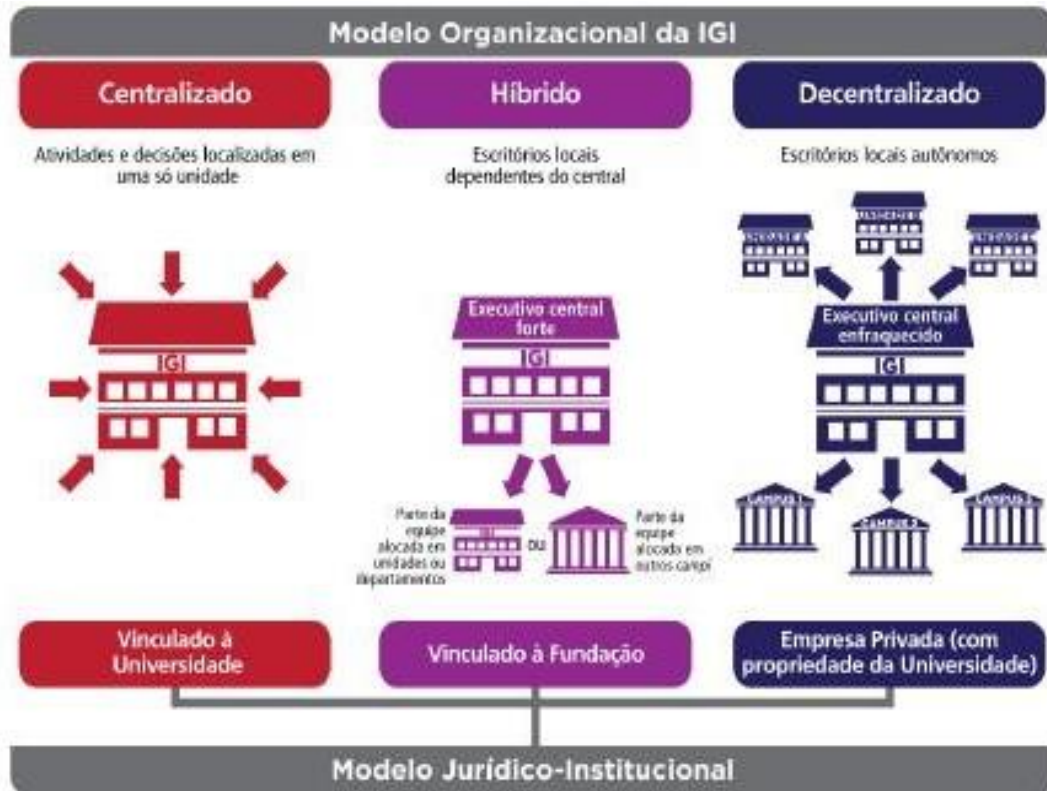 Modelo Organizacional da IGI
Centralizado
Atividades e decisões localizadas em
uma só unidade
IGI
Híbrido
Escritórios locais
dependentes do central
Executivo central
forte
IGI
Parte da
equipe
alocada em
unidades ou
departamentos
IGI
ou
Parte da
equipe
alocada em
outros campi
Decentralizado
Escritórios locais autônomos
Executivo central
enfraquecido
IGI
CAMPUS 1
CAMPUS 2
CAMPUS 3
Vinculado à
Universidade
Vinculado à Fundação
Empresa Privada (com
propriedade da Universidade)
Modelo Jurídico-Institucional